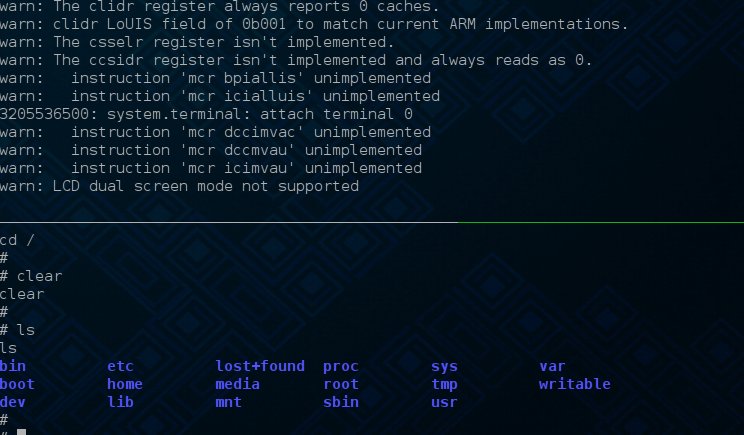 warn: The clidr register always reports 0 caches.
warn: clidr LoUIS field of 0b001 to match current ARM implementations.
warn: The csselr register isn't implemented.
warn: The ccsidr register isn't implemented and always reads as 0.
warn:   instruction 'mcr bpiallis' unimplemented
warn:   instruction 'mcr icialluis' unimplemented
3205536500: system.terminal: attach terminal 0
warn:   instruction 'mcr dccimvac' unimplemented
warn:   instruction 'mcr dccmvau' unimplemented
warn:   instruction 'mcr icimvau' unimplemented
warn: LCD dual screen mode not supported
cd /
#
# clear
clear
#
# ls
ls
bin         etc         lost+found  proc        sys         var
boot        home        media       root        tmp         writable
dev         lib         mnt         sbin        usr
#
#